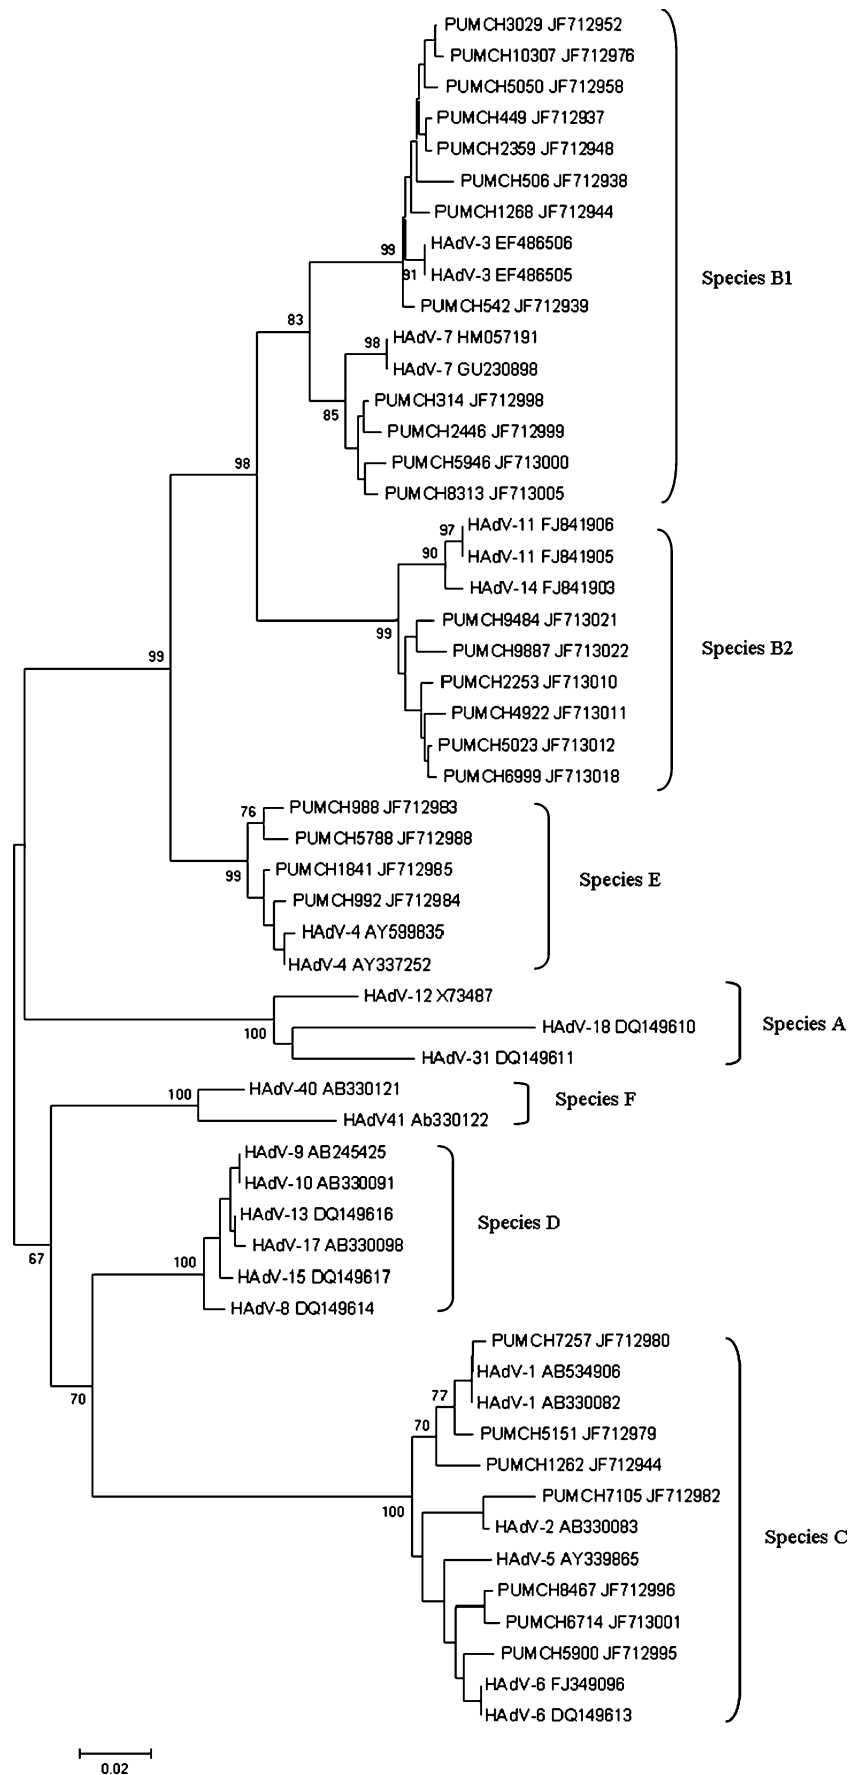 PUMCH3029 JF712952
PUMCH10307 JF712976
PUMCH5050 JF712958
PUMCH449 JF712937
PUMCH2359 JF712948
PUMCH506 JF712938
PUMCH1268 JF712944
99
HAdV-3 EF486506
91
HAdV-3 EF486505
Species B1
PUMCH542 JF712939
83
98
HAdV-7 HM057191
HAdV-7 GU230898
85
PUMCH314 JF712998
PUMCH2446 JF712999
98
PUMCH5946 JF713000
PUMCH8313 JF713005
97
HAdV-11 FJ841906
90
HAdV-11 FJ841905
HAdV-14 FJ841903
99
PUMCH9484 JF713021
PUMCH9887 JF713022
Species B2
99
PUMCH2253 JF713010
PUMCH4922 JF713011
PUMCH5023 JF713012
PUMCH6999 JF713018
76
PUMCH988 JF712983
PUMCH5788 JF712988
99
PUMCH1841 JF712985
Species E
PUMCH992 JF712984
HAdV-4 AY599835
HAdV-4 AY337252
HAdV-12 X73487
100
HAdV-18 DQ149610
Species A
HAdV-31 DQ149611
100
HAdV-40 AB330121
Species F
HAdV41 Ab330122
HAdV-9 AB245425
HAdV-10 AB330091
HAdV-13 DQ149616
Species D
67
HAdV-17 AB330098
100
HAdV-15 DQ149617
HAdV-8 DQ149614
PUMCH7257 JF712980
HAdV-1 AB534906
70
77
HAdV-1 AB330082
70
PUMCH5151 JF712979
PUMCH1262 JF712944
100
PUMCH7105 JF712982
HAdV-2 AB330083
Species C
HAdV-5 AY339865
PUMCH8467 JF712996
PUMCH6714 JF713001
PUMCH5900 JF712995
HAdV-6 FJ349096
HAdV-6 DQ149613
0.02